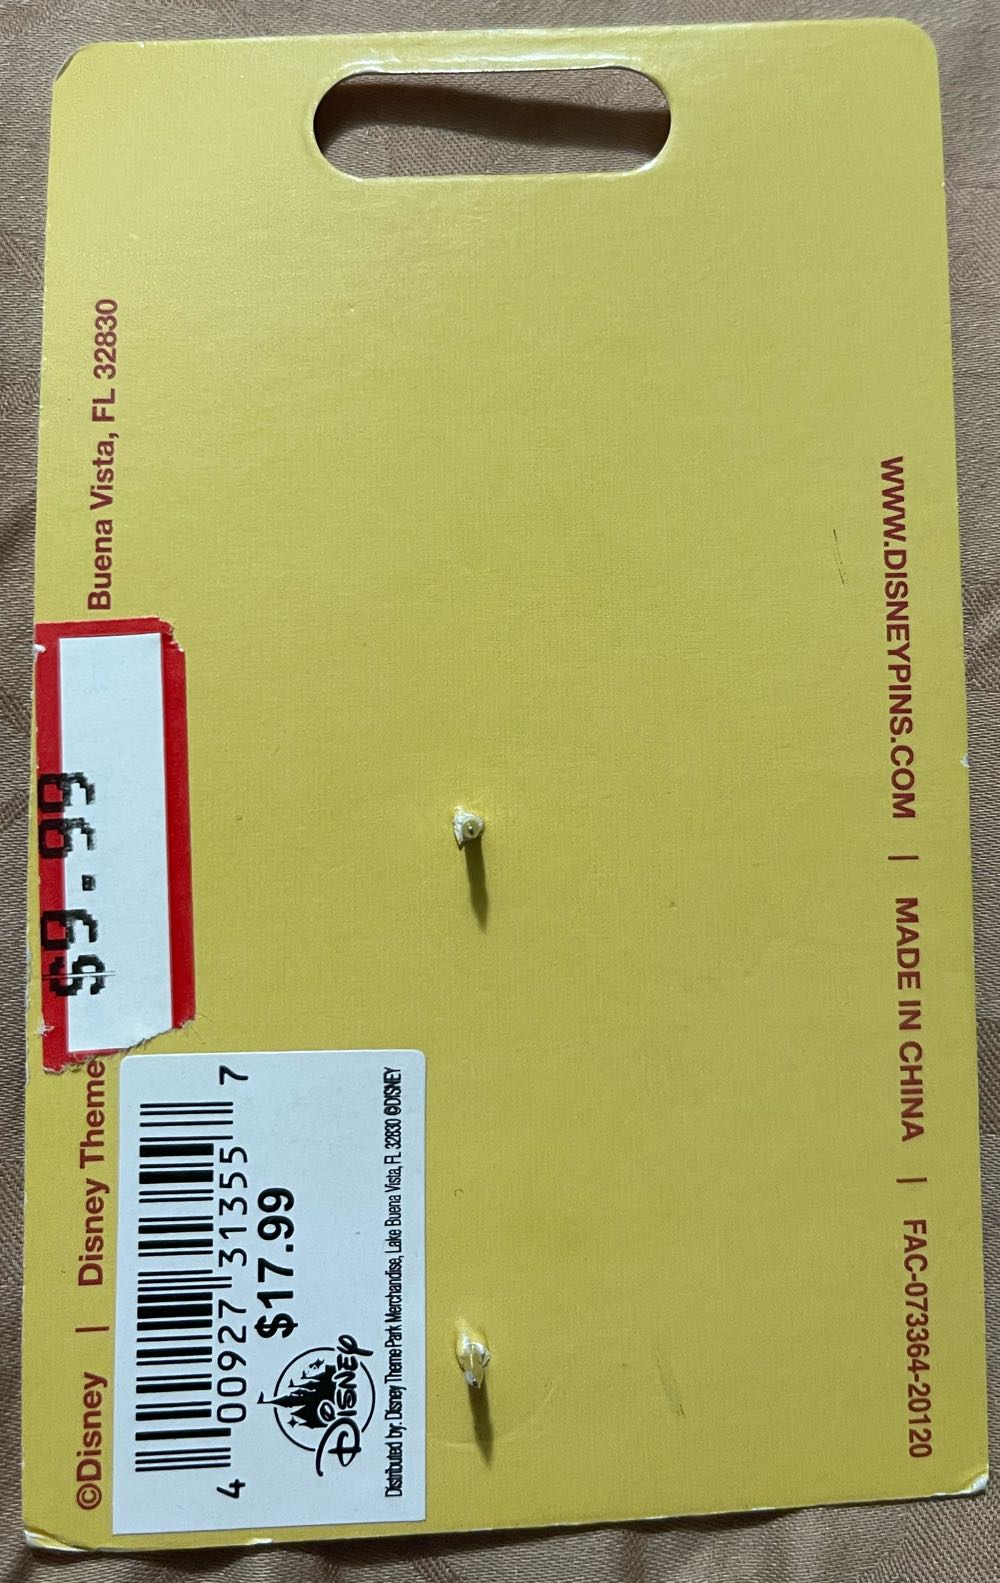 ©Disney | Disney Theme
Buena Vista, FL 32830
$9.99
4 00927 31355 7
$17.99
Disney
Distributed by: Disney Theme Park Merchandise, Lake Buena Vista, FL 32830 ©DISNEY
WWW.DISNEYPINS.COM | MADE IN CHINA | FAC-073364-20120